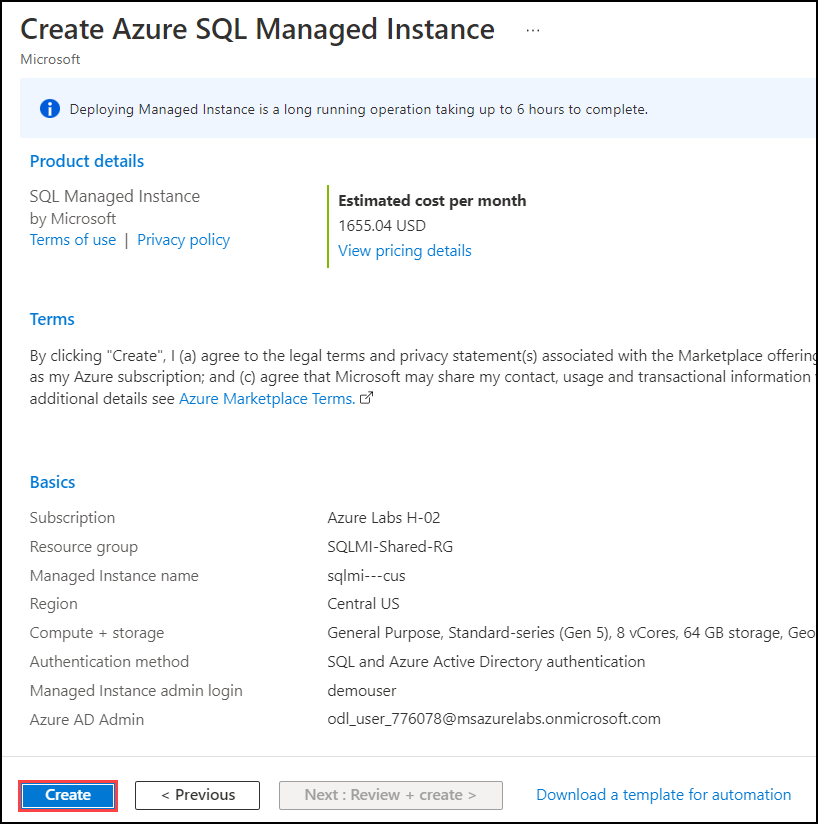 Create Azure SQL Managed Instance ...
Microsoft
Deploying Managed Instance is a long running operation taking up to 6 hours to complete.
Product details
SQL Managed Instance
by Microsoft
Terms of use | Privacy policy
Estimated cost per month
1655.04 USD
View pricing details
Terms
By clicking "Create", I (a) agree to the legal terms and privacy statement(s) associated with the Marketplace offering
as my Azure subscription; and (c) agree that Microsoft may share my contact, usage and transactional information
additional details see Azure Marketplace Terms.
Basics
Subscription Azure Labs H-02
Resource group SQLMI-Shared-RG
Managed Instance name sqlmi---cus
Region Central US
Compute + storage General Purpose, Standard-series (Gen 5), 8 vCores, 64 GB storage, Geo
Authentication method SQL and Azure Active Directory authentication
Managed Instance admin login demouser
Azure AD Admin odl_user_776078@msazurelabs.onmicrosoft.com
Create < Previous Next : Review + create > Download a template for automation